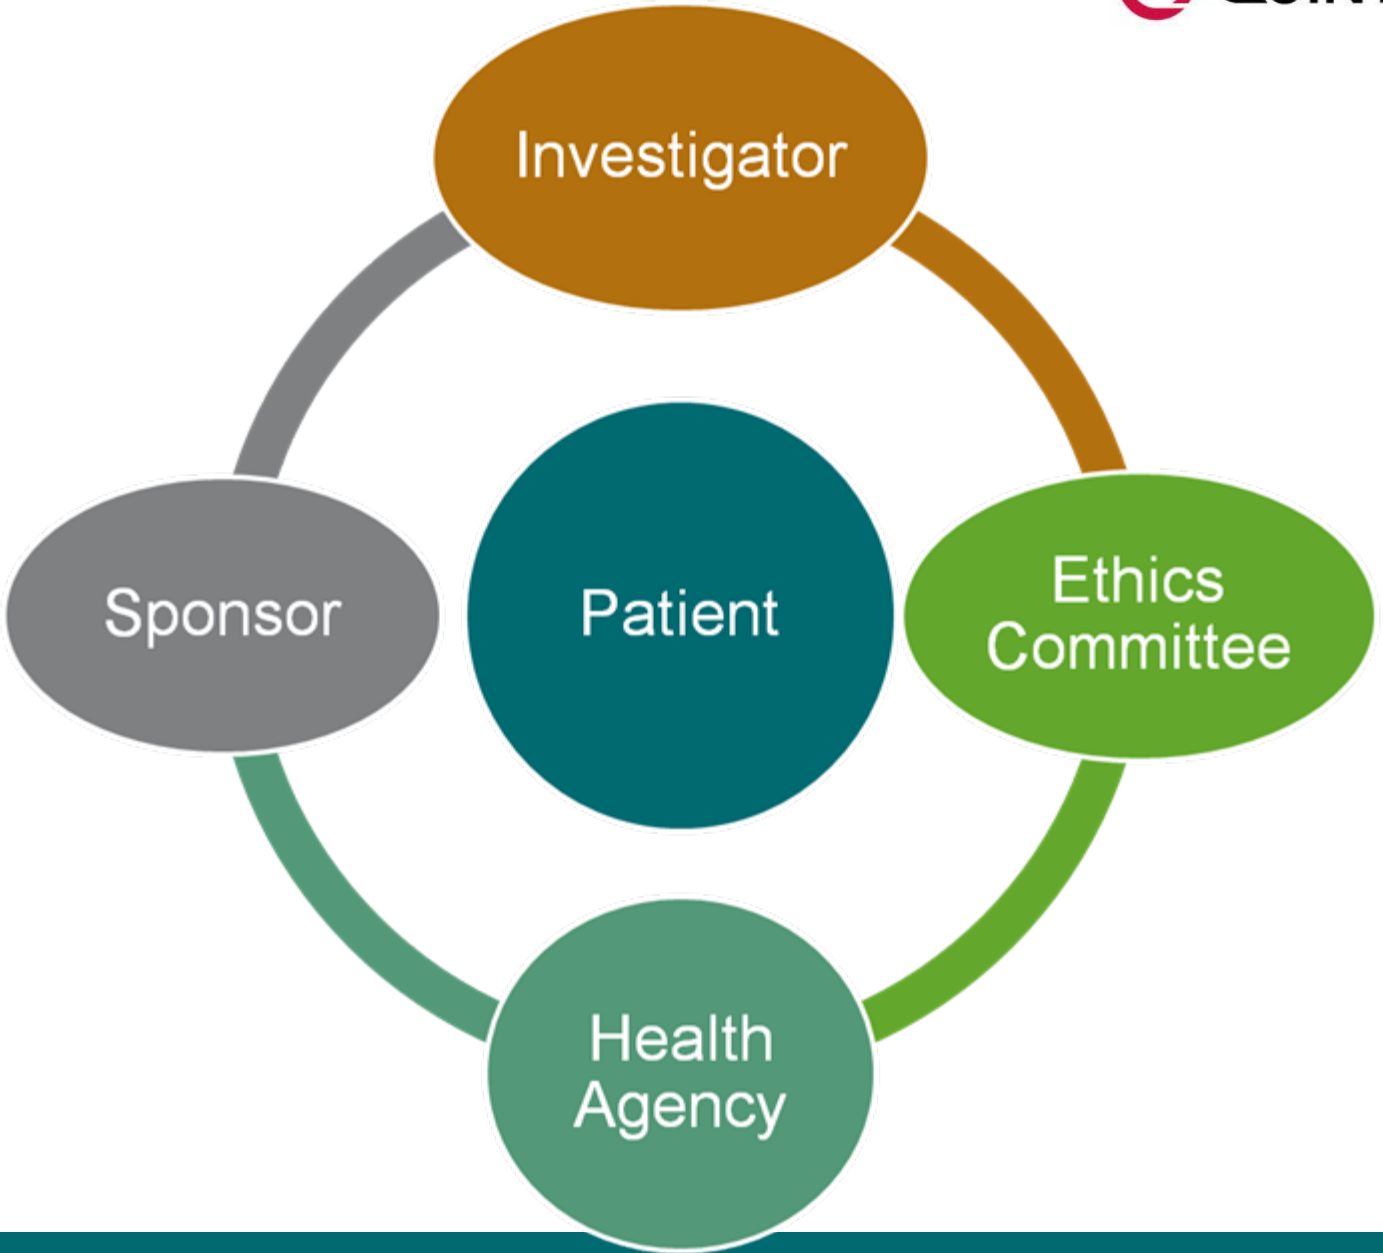 Investigator
Sponsor
Patient
Ethics
Committee
Health
Agency